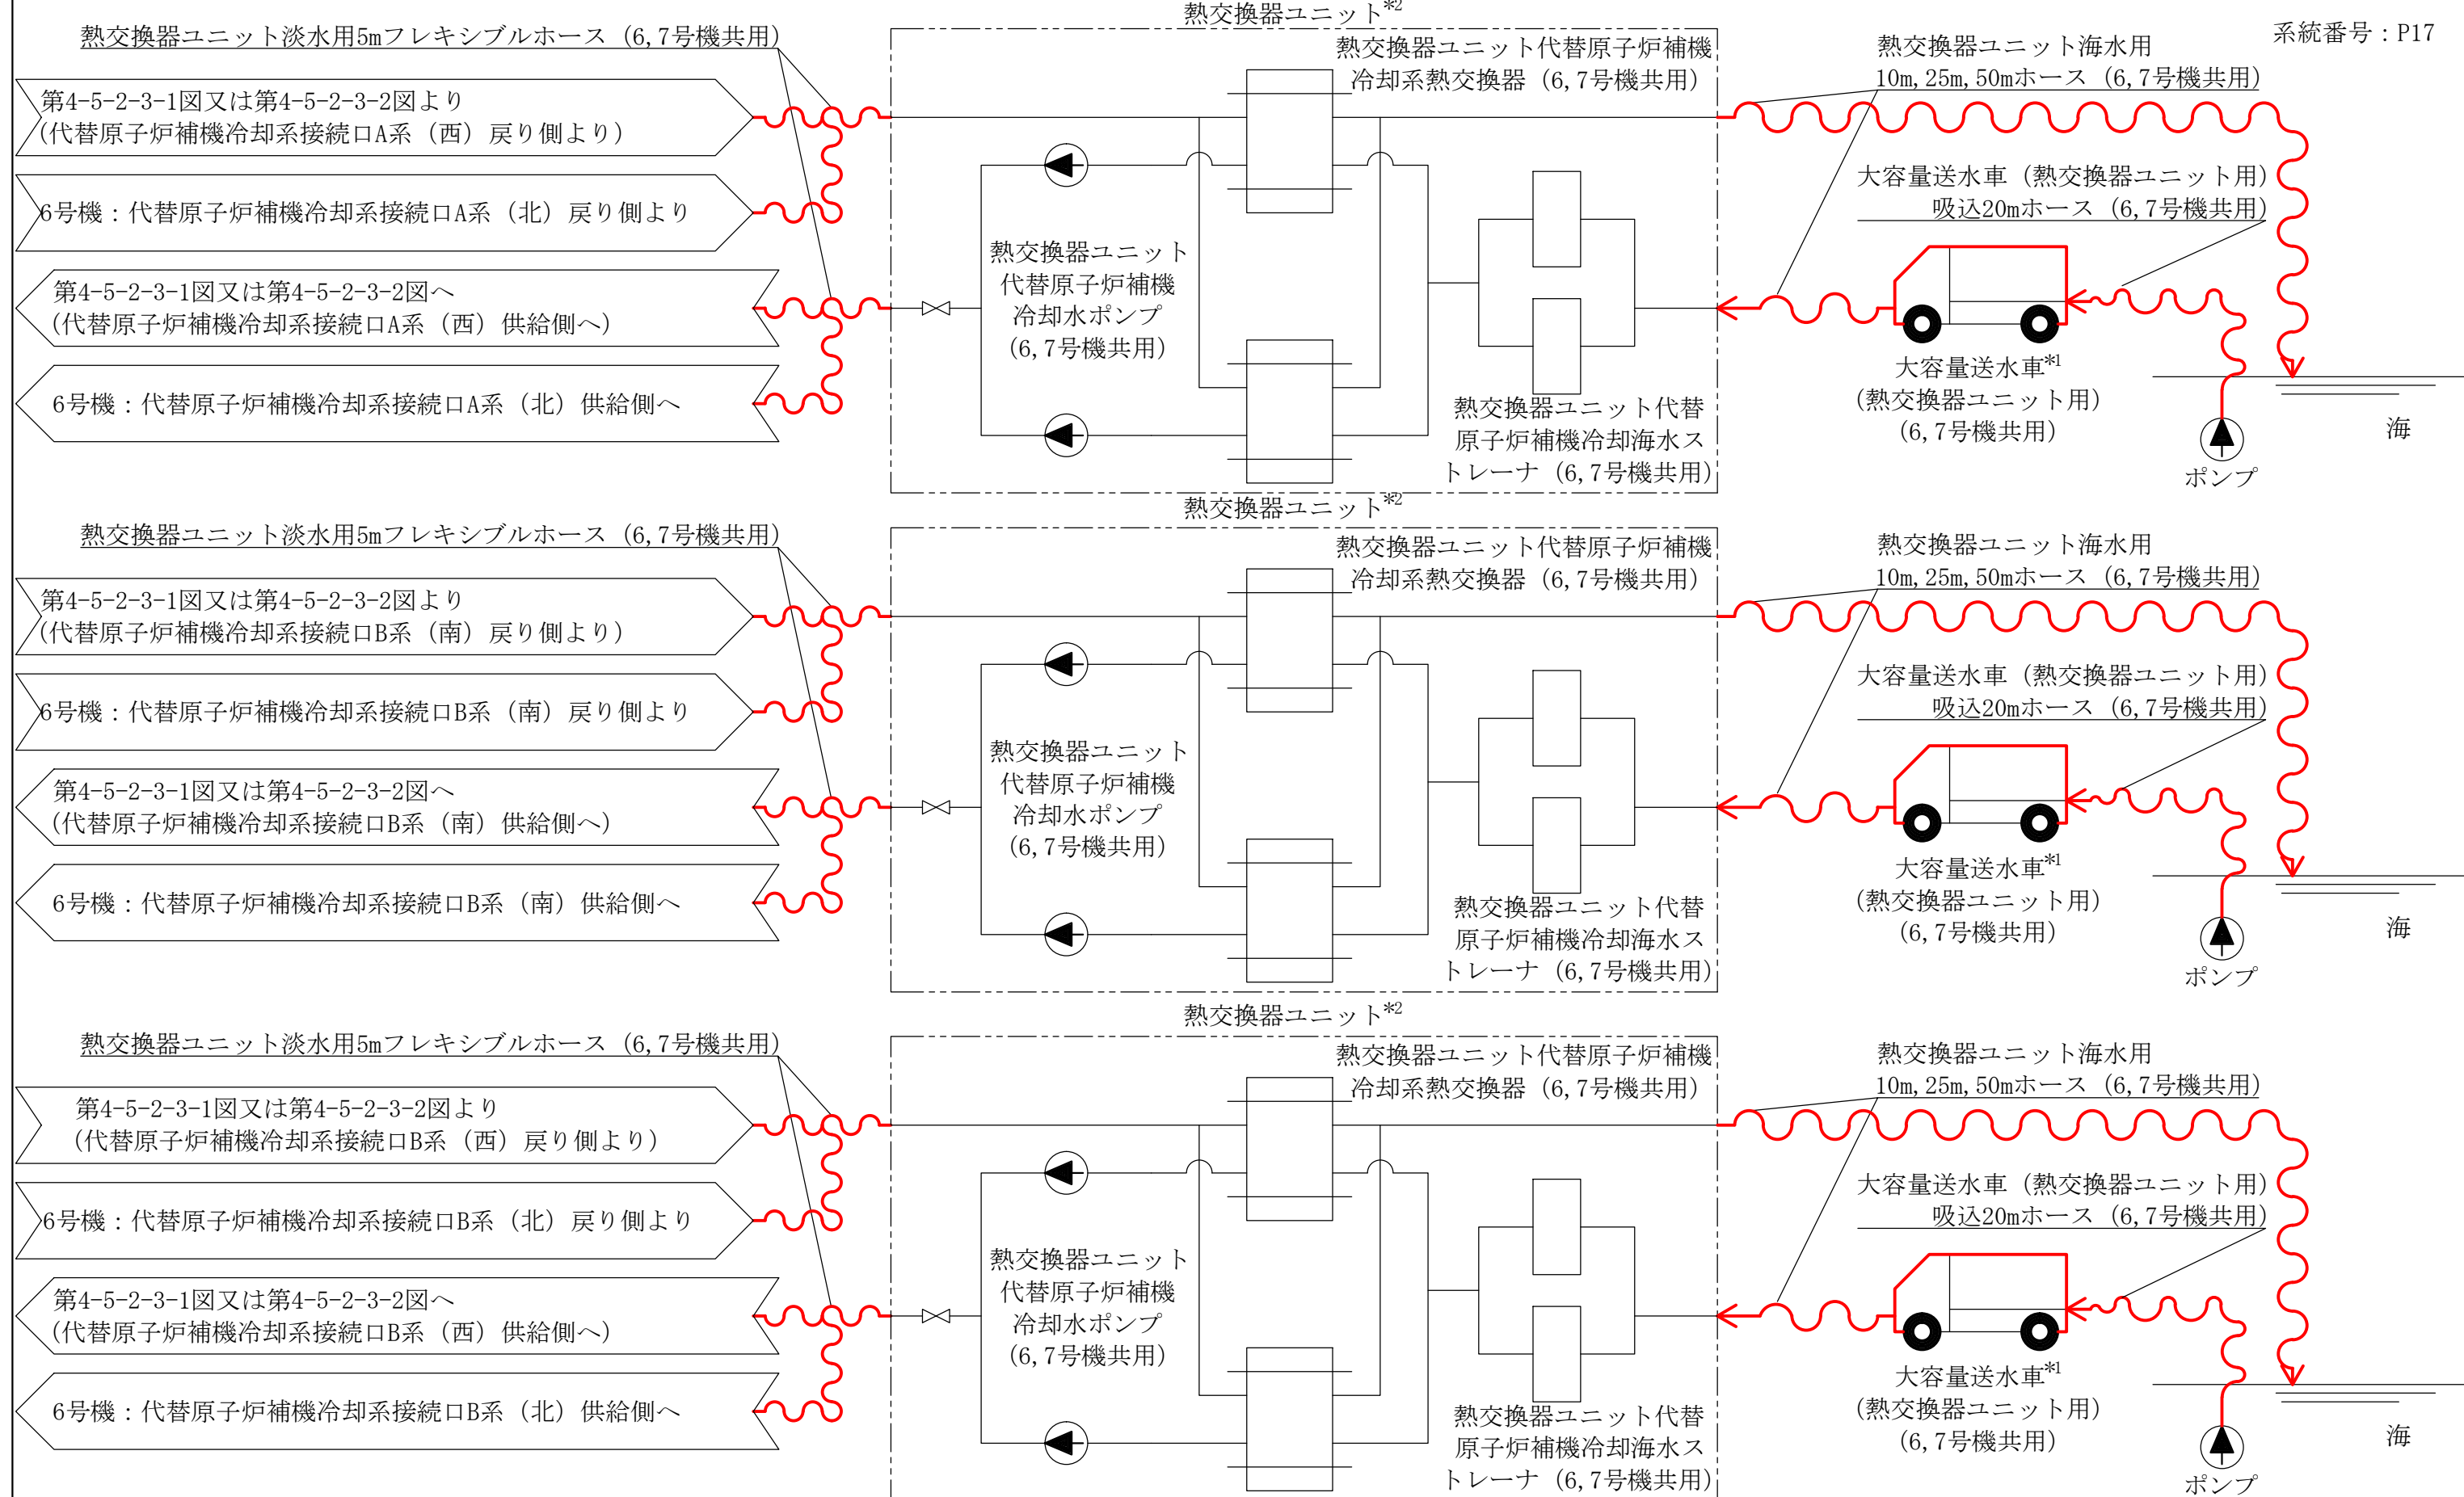 系統番号：P17
熱交換器ユニット*2
熱交換器ユニット淡水用5mフレキシブルホース（6,7号機共用）
第4-5-2-3-1図又は第4-5-2-3-2図より
（代替原子炉補機冷却系接続口A系（西）戻り側より）
6号機：代替原子炉補機冷却系接続口A系（北）戻り側より
第4-5-2-3-1図又は第4-5-2-3-2図へ
（代替原子炉補機冷却系接続口A系（西）供給側へ）
6号機：代替原子炉補機冷却系接続口A系（北）供給側へ
熱交換器ユニット代替原子炉補機
冷却系熱交換器（6,7号機共用）
熱交換器ユニット
代替原子炉補機
冷却水ポンプ
（6,7号機共用）
熱交換器ユニット代替
原子炉補機冷却海水ス
トレーナ（6,7号機共用）
熱交換器ユニット海水用
10m,25m,50mホース（6,7号機共用）
大容量送水車（熱交換器ユニット用）
吸込20mホース（6,7号機共用）
大容量送水車*1
（熱交換器ユニット用）
（6,7号機共用）
海
ポンプ
熱交換器ユニット*2
熱交換器ユニット淡水用5mフレキシブルホース（6,7号機共用）
第4-5-2-3-1図又は第4-5-2-3-2図より
（代替原子炉補機冷却系接続口B系（南）戻り側より）
6号機：代替原子炉補機冷却系接続口B系（南）戻り側より
第4-5-2-3-1図又は第4-5-2-3-2図へ
（代替原子炉補機冷却系接続口B系（南）供給側へ）
6号機：代替原子炉補機冷却系接続口B系（南）供給側へ
熱交換器ユニット代替原子炉補機
冷却系熱交換器（6,7号機共用）
熱交換器ユニット
代替原子炉補機
冷却水ポンプ
（6,7号機共用）
熱交換器ユニット代替
原子炉補機冷却海水ス
トレーナ（6,7号機共用）
熱交換器ユニット海水用
10m,25m,50mホース（6,7号機共用）
大容量送水車（熱交換器ユニット用）
吸込20mホース（6,7号機共用）
大容量送水車*1
（熱交換器ユニット用）
（6,7号機共用）
海
ポンプ
熱交換器ユニット*2
熱交換器ユニット淡水用5mフレキシブルホース（6,7号機共用）
第4-5-2-3-1図又は第4-5-2-3-2図より
（代替原子炉補機冷却系接続口B系（西）戻り側より）
6号機：代替原子炉補機冷却系接続口B系（北）戻り側より
第4-5-2-3-1図又は第4-5-2-3-2図へ
（代替原子炉補機冷却系接続口B系（西）供給側へ）
6号機：代替原子炉補機冷却系接続口B系（北）供給側へ
熱交換器ユニット代替原子炉補機
冷却系熱交換器（6,7号機共用）
熱交換器ユニット
代替原子炉補機
冷却水ポンプ
（6,7号機共用）
熱交換器ユニット代替
原子炉補機冷却海水ス
トレーナ（6,7号機共用）
熱交換器ユニット海水用
10m,25m,50mホース（6,7号機共用）
大容量送水車（熱交換器ユニット用）
吸込20mホース（6,7号機共用）
大容量送水車*1
（熱交換器ユニット用）
（6,7号機共用）
海
ポンプ